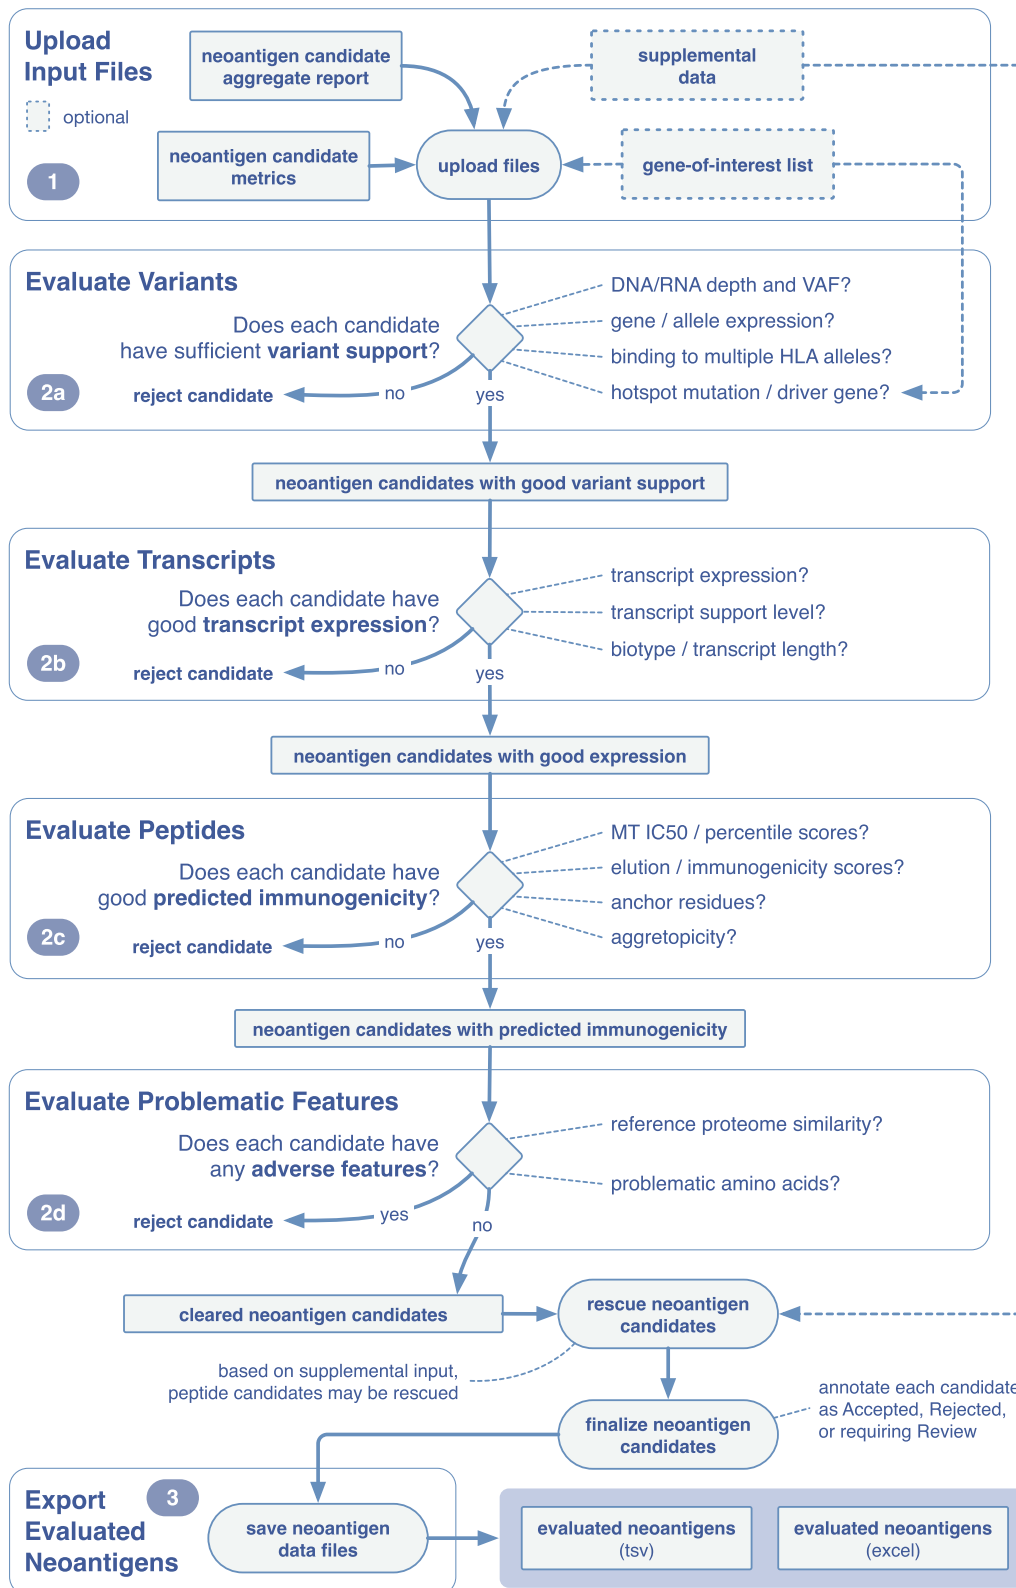 Upload
Input Files
optional
1
neoantigen candidate
aggregate report
supplemental
data
neoantigen candidate
metrics
upload files
gene-of-interest list
Evaluate Variants
Does each candidate
have sufficient variant support?
2a
reject candidate
no
yes
DNA/RNA depth and VAF?
gene / allele expression?
binding to multiple HLA alleles?
hotspot mutation / driver gene?
neoantigen candidates with good variant support
Evaluate Transcripts
Does each candidate have
good transcript expression?
2b
reject candidate
no
yes
transcript expression?
transcript support level?
biotype / transcript length?
neoantigen candidates with good expression
Evaluate Peptides
Does each candidate have
good predicted immunogenicity?
2c
reject candidate
no
yes
MT IC50 / percentile scores?
elution / immunogenicity scores?
anchor residues?
aggretopicity?
neoantigen candidates with predicted immunogenicity
Evaluate Problematic Features
Does each candidate have
any adverse features?
2d
reject candidate
yes
no
reference proteome similarity?
problematic amino acids?
cleared neoantigen candidates
rescue neoantigen
candidates
based on supplemental input,
peptide candidates may be rescued
finalize neoantigen
candidates
annotate each candidate
as Accepted, Rejected,
or requiring Review
Export
Evaluated
Neoantigens
3
save neoantigen
data files
evaluated neoantigens
(tsv)
evaluated neoantigens
(excel)